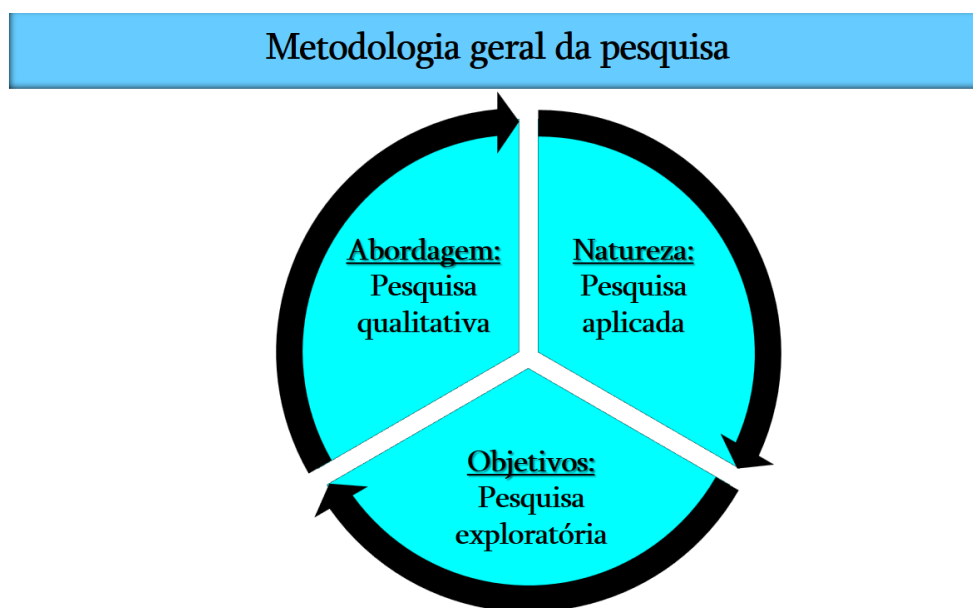 Metodologia geral da pesquisa
Abordagem:
Pesquisa
qualitativa
Natureza:
Pesquisa
aplicada
Objetivos:
Pesquisa
exploratória